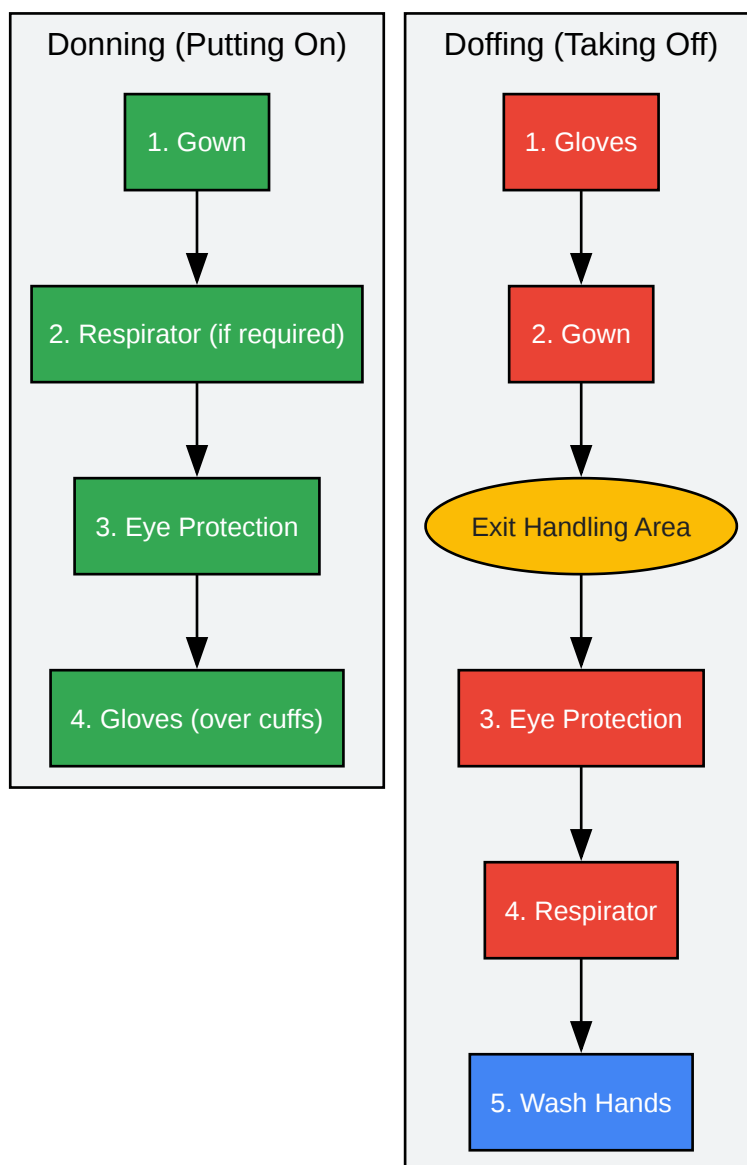 Donning (Putting On)
1. Gown
2. Respirator (if required)
3. Eye Protection
4. Gloves (over cuffs)
Doffing (Taking Off)
1. Gloves
2. Gown
Exit Handling Area
3. Eye Protection
4. Respirator
5. Wash Hands